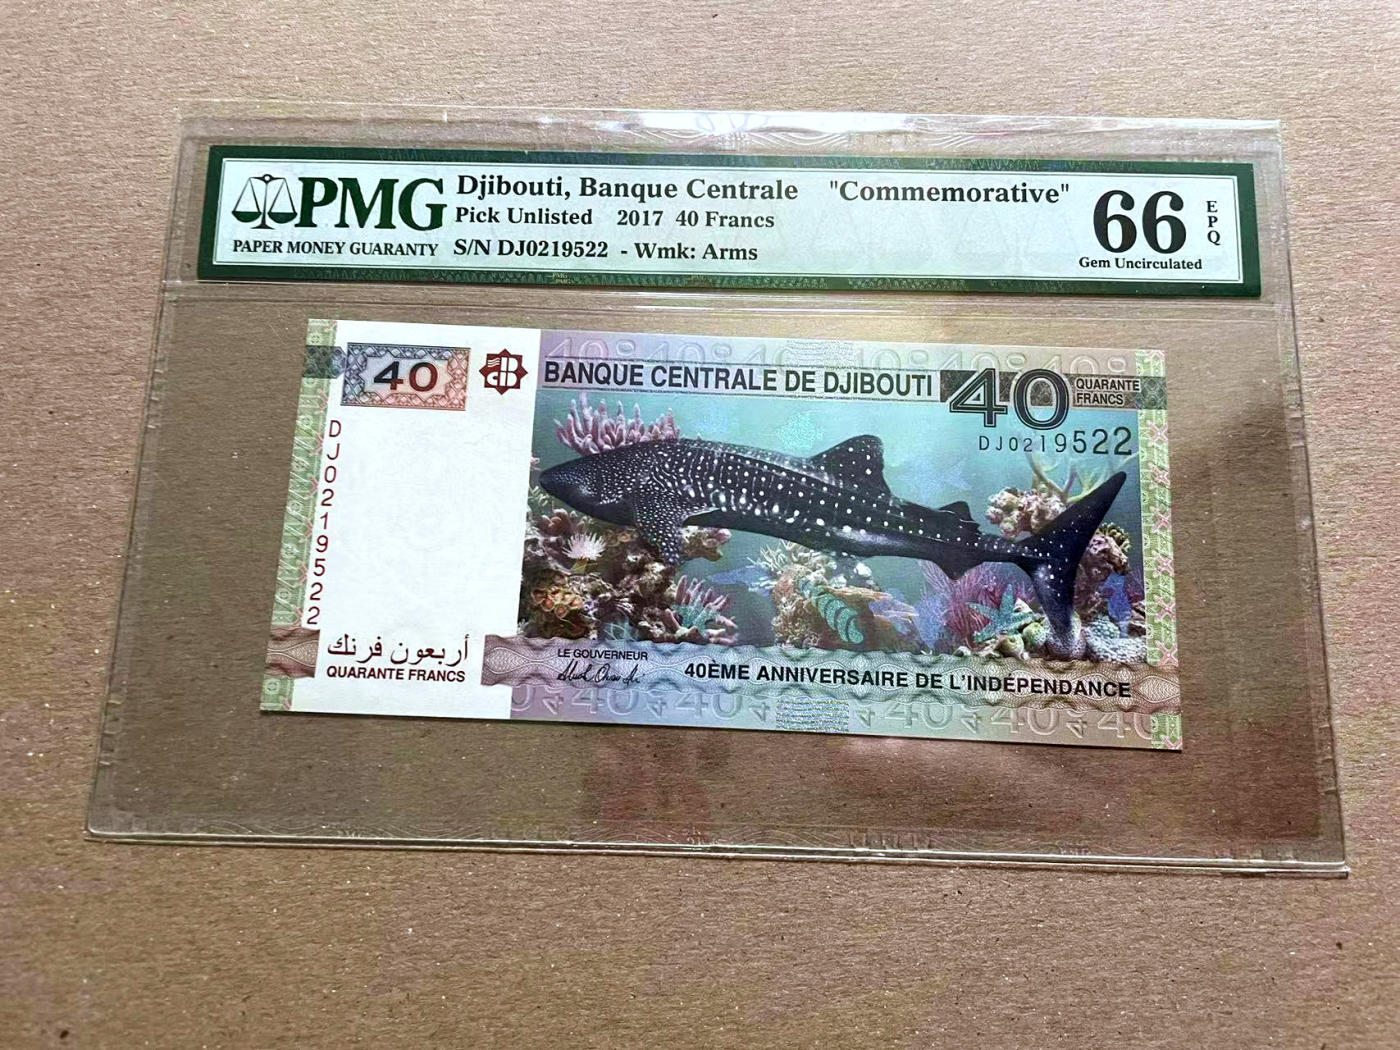 PMG
PAPER MONEY GUARANTY
Djibouti, Banque Centrale "Commemorative"
Pick Unlisted 2017 40 Francs
S/N DJ0219522 - Wmk: Arms
66
EPQ
Gem Uncirculated
40
BANQUE CENTRALE DE DJIBOUTI
40
QUARANTE
FRANCS
DJ0219522
DJ0219522
أربعون فرنك
QUARANTE FRANCS
LE GOUVERNEUR
40ÈME ANNIVERSAIRE DE L'INDÉPENDANCE